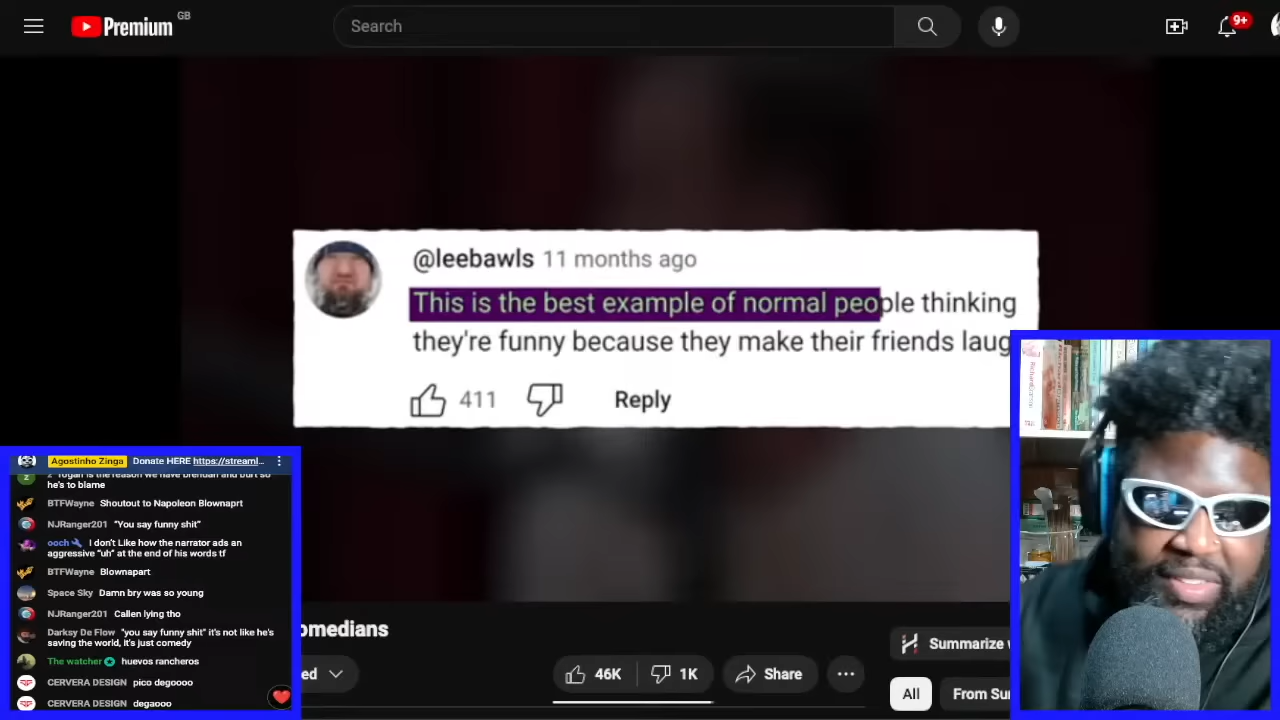 Premium GB
Search
9+
@leebawls 11 months ago
This is the best example of normal people thinking
they're funny because they make their friends laug
411 Reply
Agostinho Zinga Donate HERE https://streaml...
he's to blame
BTFWayne Shoutout to Napoleon Blownaprt
NJRanger201 "You say funny shit"
ooch I don't Like how the narrator ads an
aggressive "uh" at the end of his words tf
BTFWayne Blownapart
Space Sky Damn bry was so young
NJRanger201 Callen lying tho
Darksy De Flow "you say funny shit" it's not like he's
saving the world, it's just comedy
The watcher huevos rancheros
CERVERA DESIGN pico degoooo
CERVERA DESIGN degaooo
omedians
ed
46K 1K Share
Summarize
All From Su